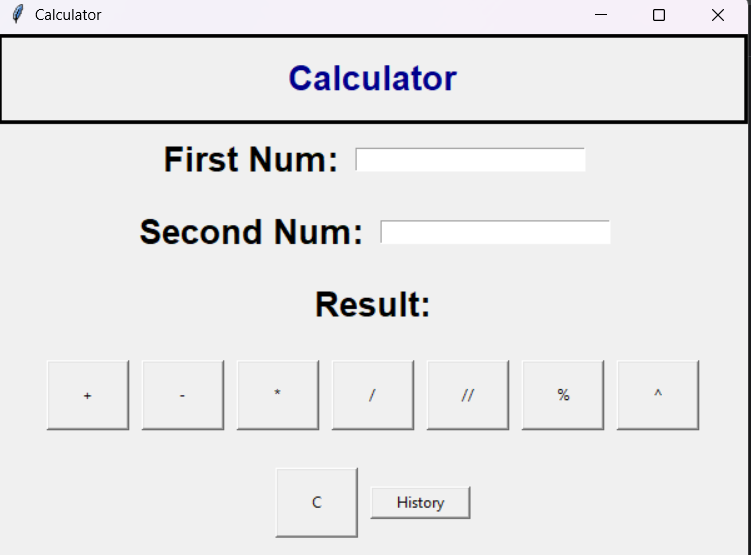 Calculator
Calculator
First Num:
Second Num:
Result:
+ - * / // % ^
C History